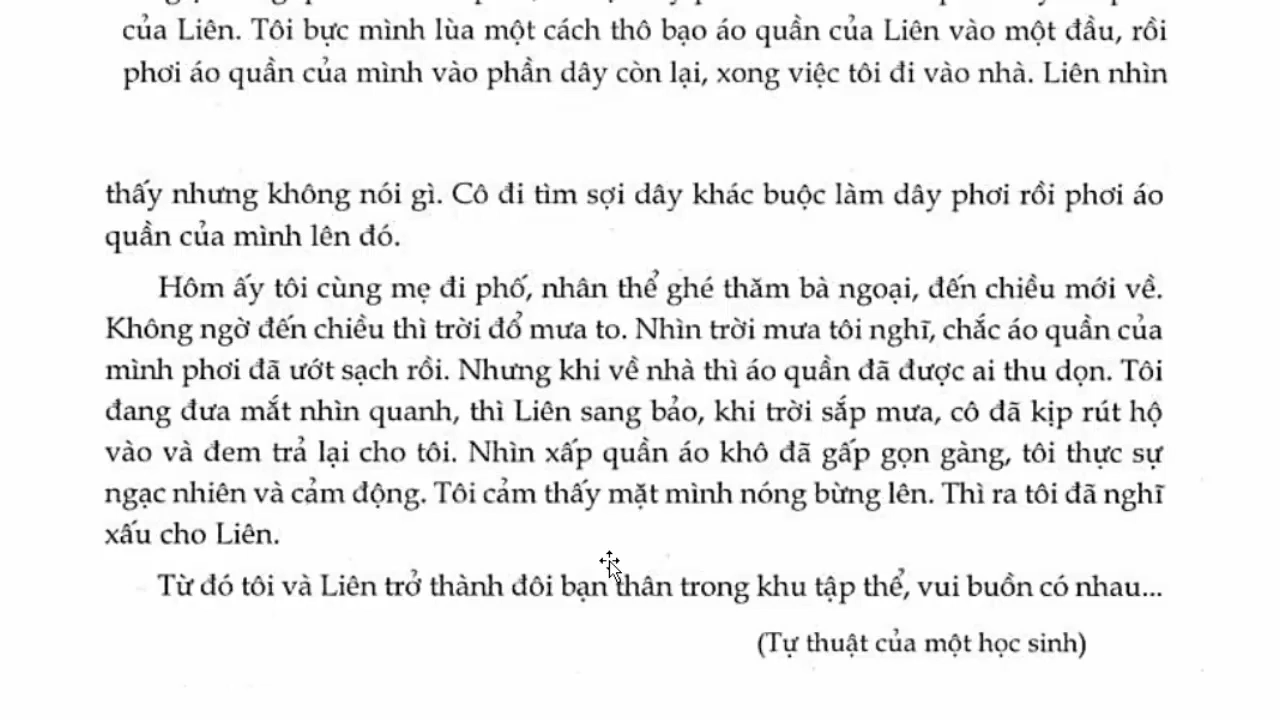 của Liên. Tôi bực mình lùa một cách thô bạo áo quần của Liên vào một đầu, rồi
phơi áo quần của mình vào phần dây còn lại, xong việc tôi đi vào nhà. Liên nhìn
thấy nhưng không nói gì. Cô đi tìm sợi dây khác buộc làm dây phơi rồi phơi áo
quần của mình lên đó.
Hôm ấy tôi cùng mẹ đi phố, nhân thể ghé thăm bà ngoại, đến chiều mới về.
Không ngờ đến chiều thì trời đổ mưa to. Nhìn trời mưa tôi nghĩ, chắc áo quần của
mình phơi đã ướt sạch rồi. Nhưng khi về nhà thì áo quần đã được ai thu dọn. Tôi
đang đưa mắt nhìn quanh, thì Liên sang bảo, khi trời sắp mưa, cô đã kịp rút hộ
vào và đem trả lại cho tôi. Nhìn xấp quần áo khô đã gấp gọn gàng, tôi thực sự
ngạc nhiên và cảm động. Tôi cảm thấy mặt mình nóng bừng lên. Thì ra tôi đã nghĩ
xấu cho Liên.
Từ đó tôi và Liên trở thành đôi bạn thân trong khu tập thể, vui buồn có nhau...
(Tự thuật của một học sinh)